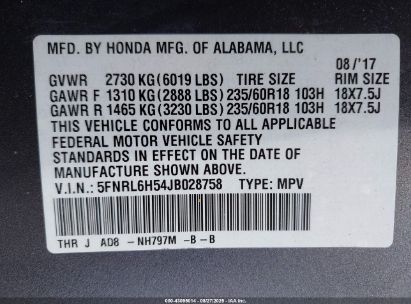 MFD. BY HONDA MFG. OF ALABAMA, LLC
08/'17
GVWR 2730 KG(6019 LBS) TIRE SIZE RIM SIZE
GAWR F 1310 KG(2888 LBS) 235/60R18 103H 18X7.5J
GAWR R 1465 KG(3230 LBS) 235/60R18 103H 18X7.5J
THIS VEHICLE CONFORMS TO ALL APPLICABLE
FEDERAL MOTOR VEHICLE SAFETY
STANDARDS IN EFFECT ON THE DATE OF
MANUFACTURE SHOWN ABOVE.
V.I.N.: 5FNRL6H54JB028758 TYPE: MPV
THR J AD8 -NH797M -B-B